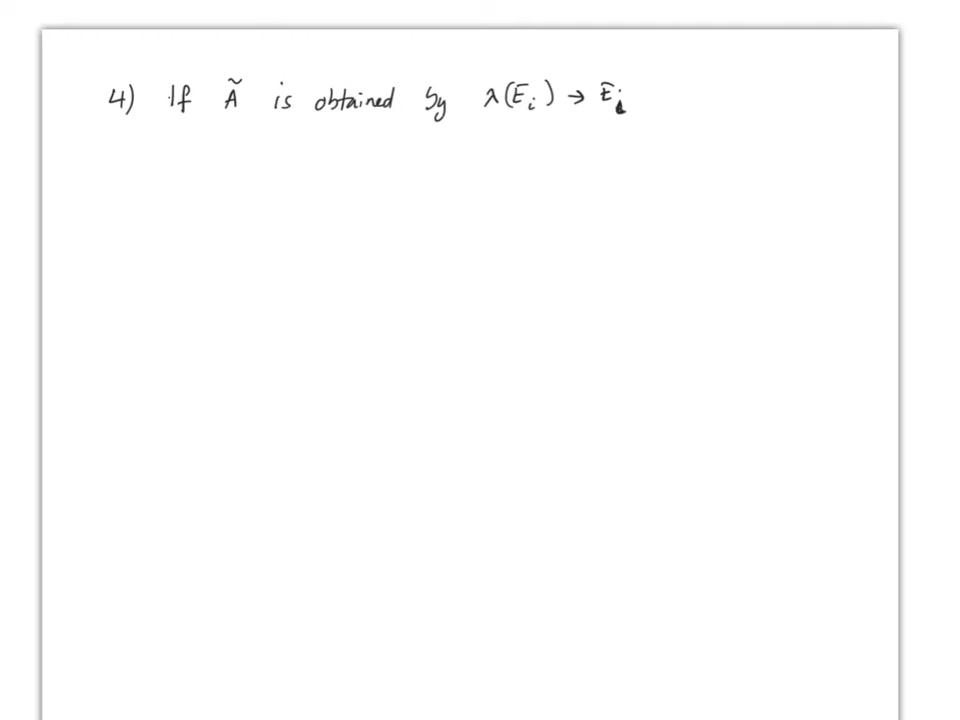 4) If Ã is obtained by λ(E_i) → E_i